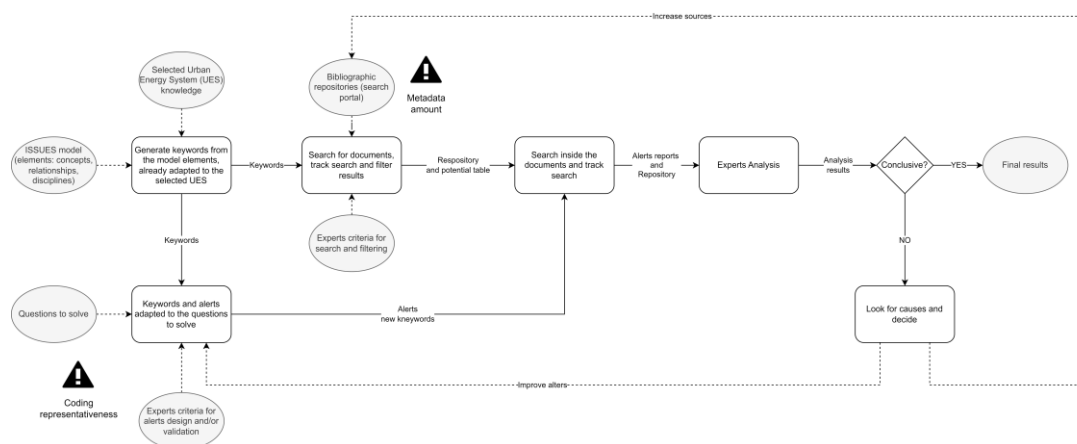 Increase sources
Selected Urban
Energy System (UES)
knowledge
Bibliographic
repositories (search
portal)
Metadata
amount
ISSUES model
(elements: concepts,
relationships,
disciplines)
Generate keywords from
the model elements,
already adapted to the
selected UES
Keywords
Search for documents,
track search and filter
results
Respository
and potential table
Search inside the
documents and track
search
Alerts reports
and
Repository
Experts Analysis
Analysis
results
Conclusive?
YES
Final results
Keywords
Experts criteria for
search and filtering
NO
Questions to solve
Keywords and alerts
adapted to the questions
to solve
Alerts
new kneywords
Look for causes and
decide
Coding
representativeness
Experts criteria for
alerts design and/or
validation
Improve alters